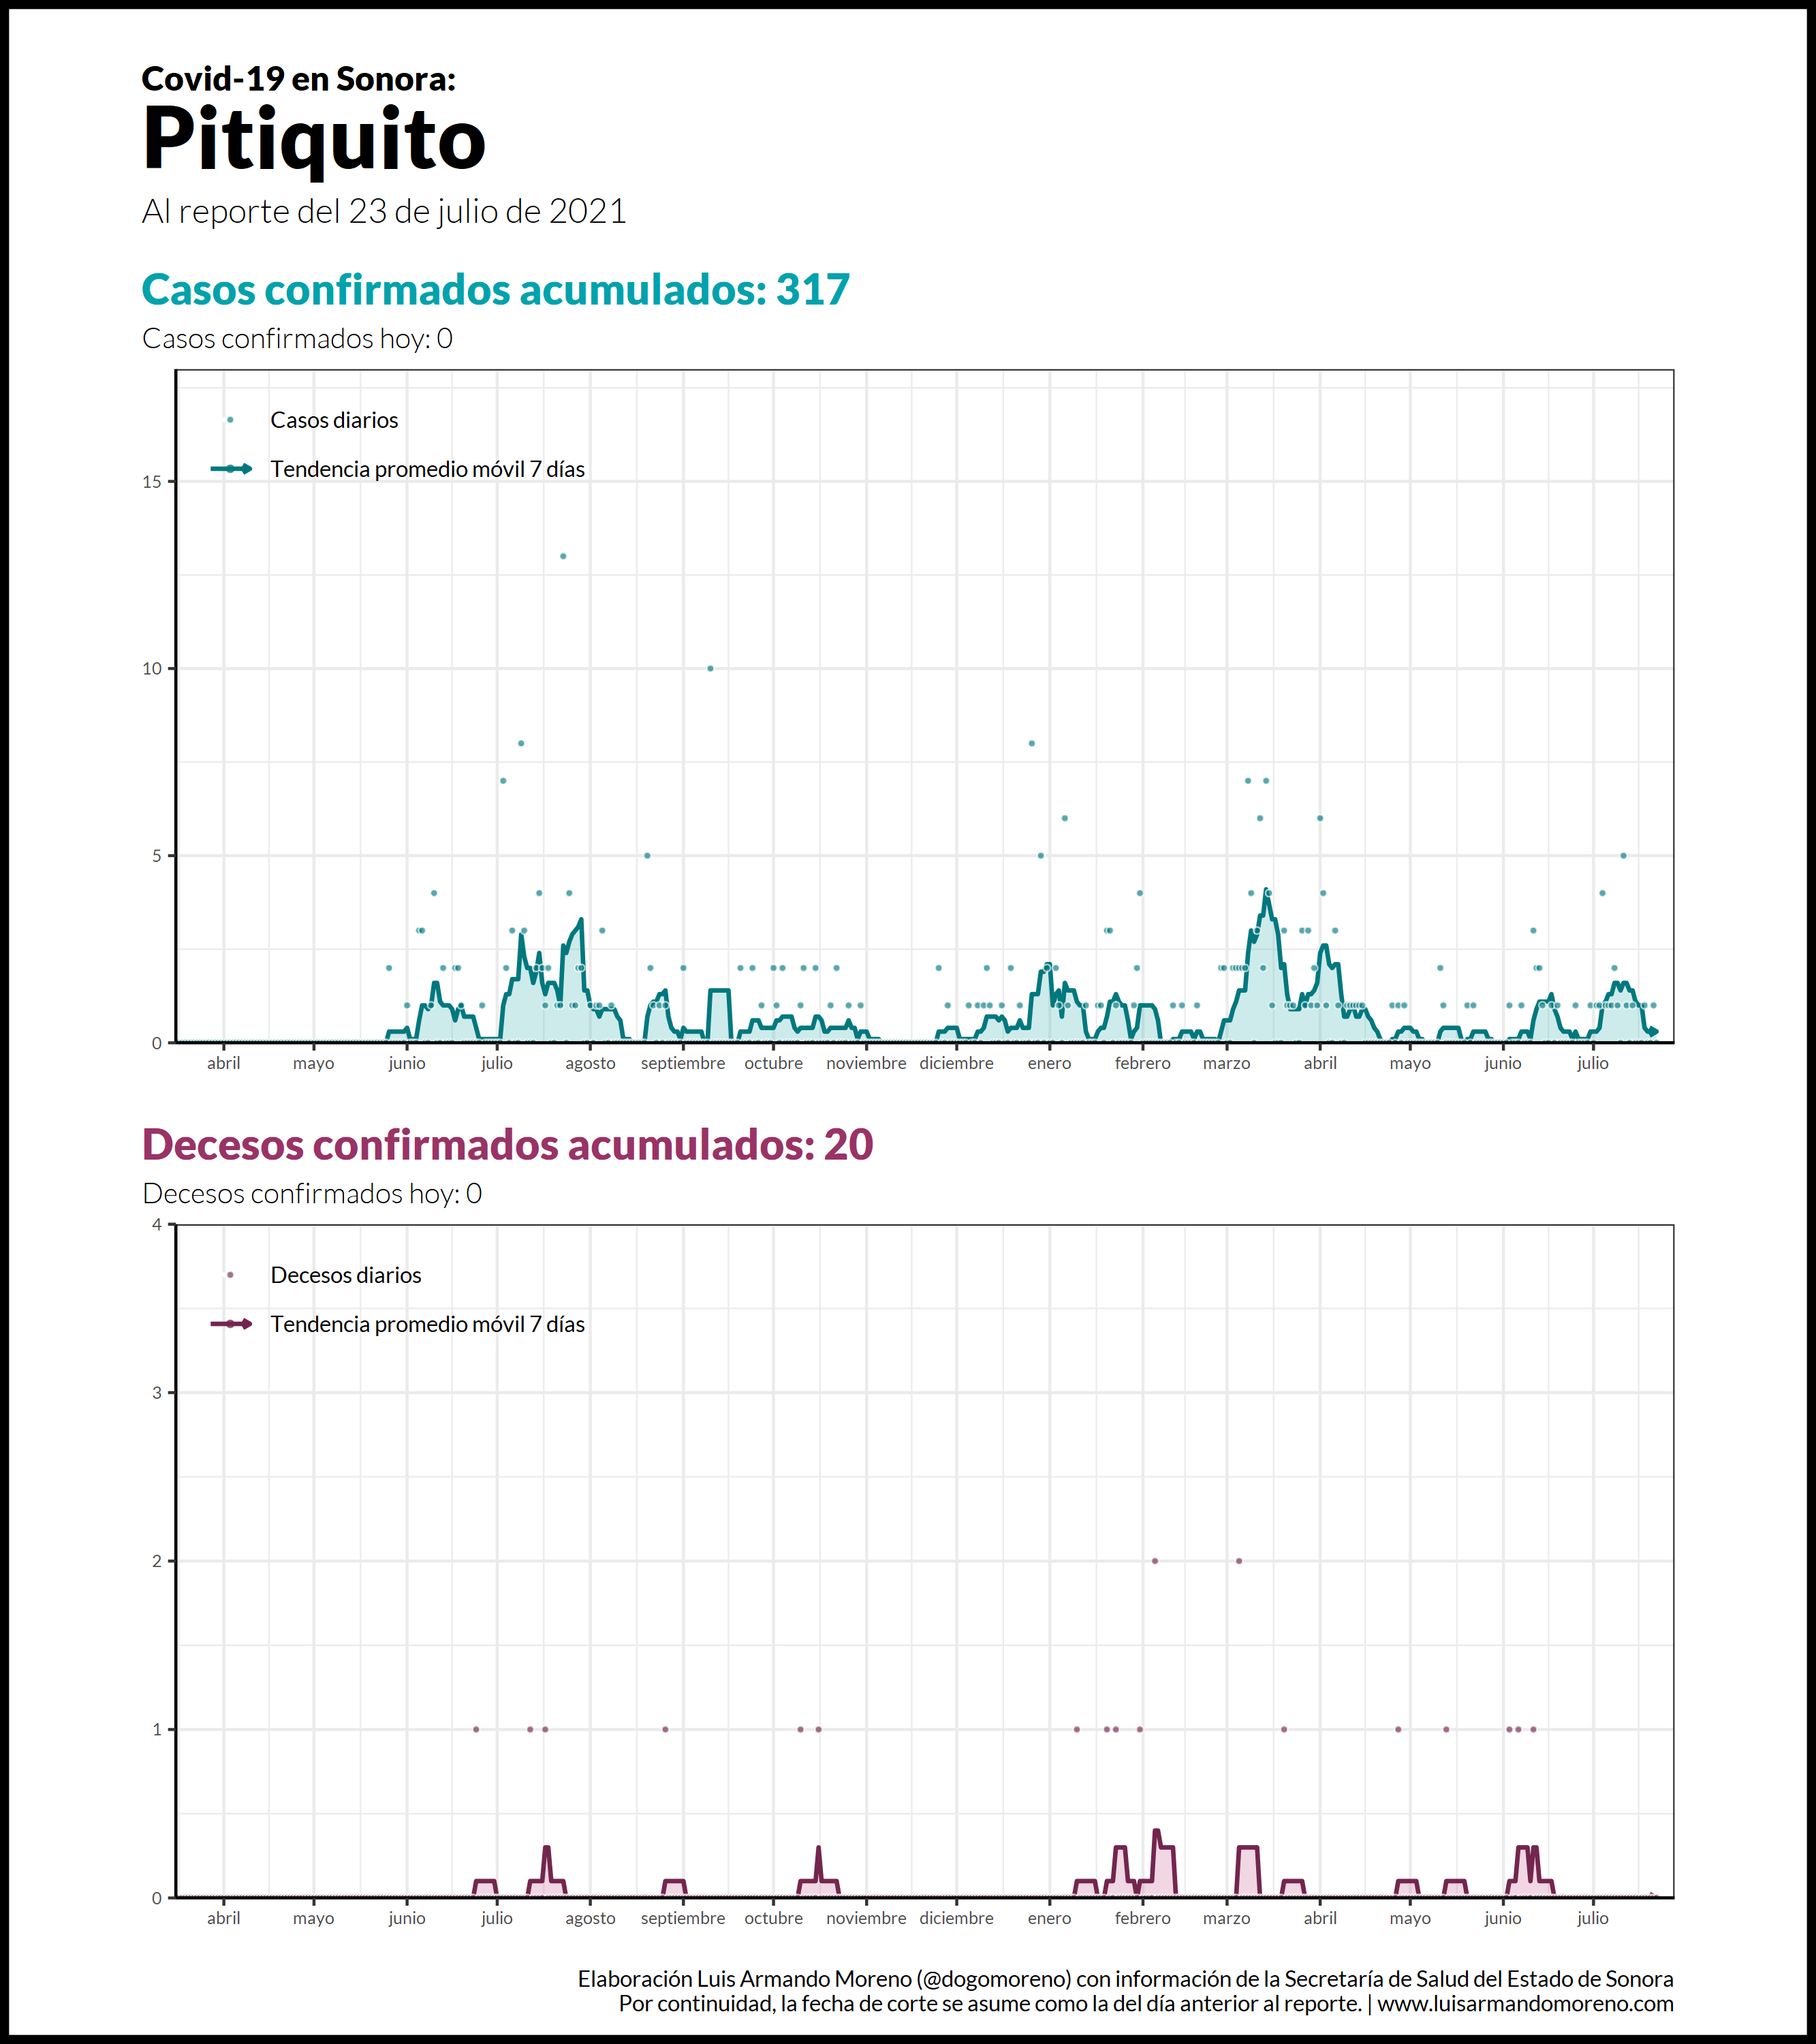 Covid-19 en Sonora:
Pitiquito
Al reporte del 23 de julio de 2021
Casos confirmados acumulados: 317
Casos confirmados hoy: 0
Casos diarios
Tendencia promedio móvil 7 días
15
10
5
0
abril mayo junio julio agosto septiembre octubre noviembre diciembre enero febrero marzo abril mayo junio julio
Decesos confirmados acumulados: 20
Decesos confirmados hoy: 0
4
Decesos diarios
Tendencia promedio móvil 7 días
3
2
1
0
abril mayo junio julio agosto septiembre octubre noviembre diciembre enero febrero marzo abril mayo junio julio
Elaboración Luis Armando Moreno (@dogomoreno) con información de la Secretaría de Salud del Estado de Sonora
Por continuidad, la fecha de corte se asume como la del día anterior al reporte. | www.luisarmandomoreno.com